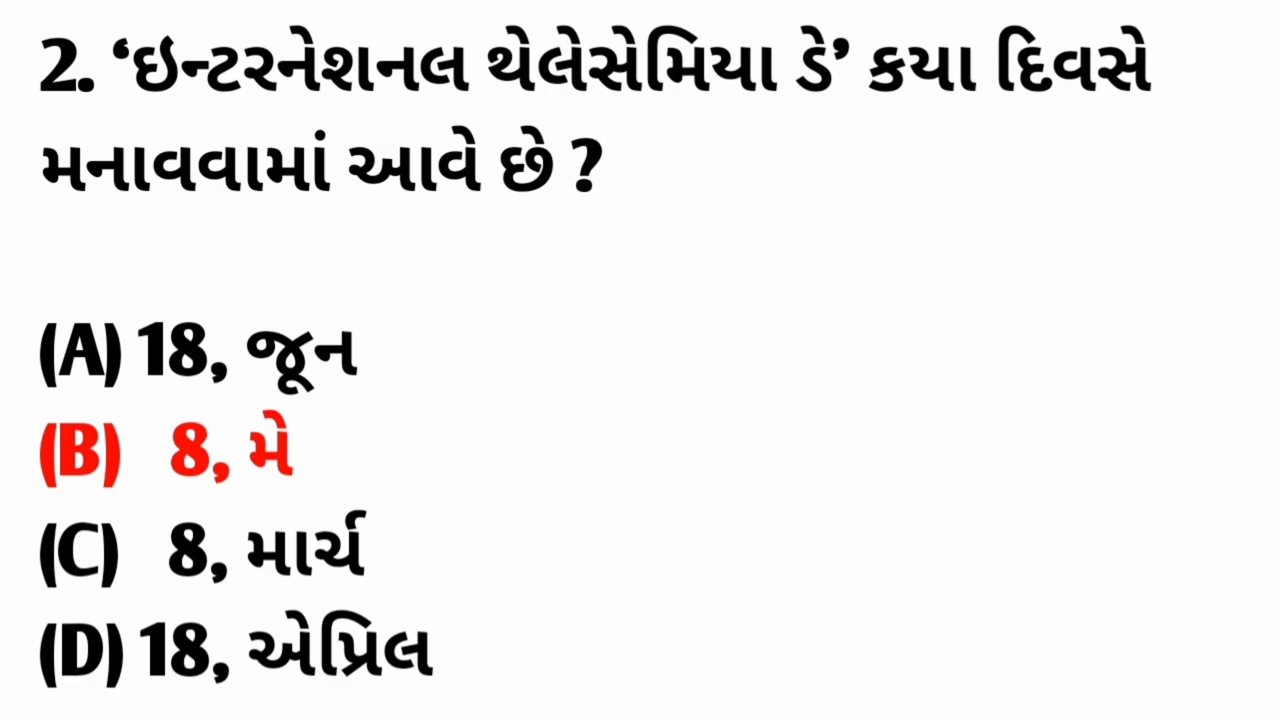 2. ‘ઇન્ટરનેશનલ થેલેસેમિયા ડે’ કયા દિવસે
મનાવવામાં આવે છે ?
(A) 18, જૂન
(B) 8, મે
(C) 8, માર્ચ
(D) 18, એપ્રિલ